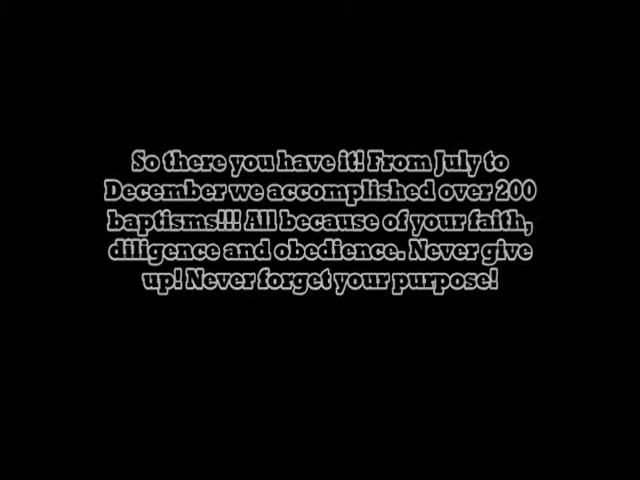 So there you have it! From July to
December we accomplished over 200
baptisms!!! All because of your faith,
diligence and obedience. Never give
up! Never forget your purpose!